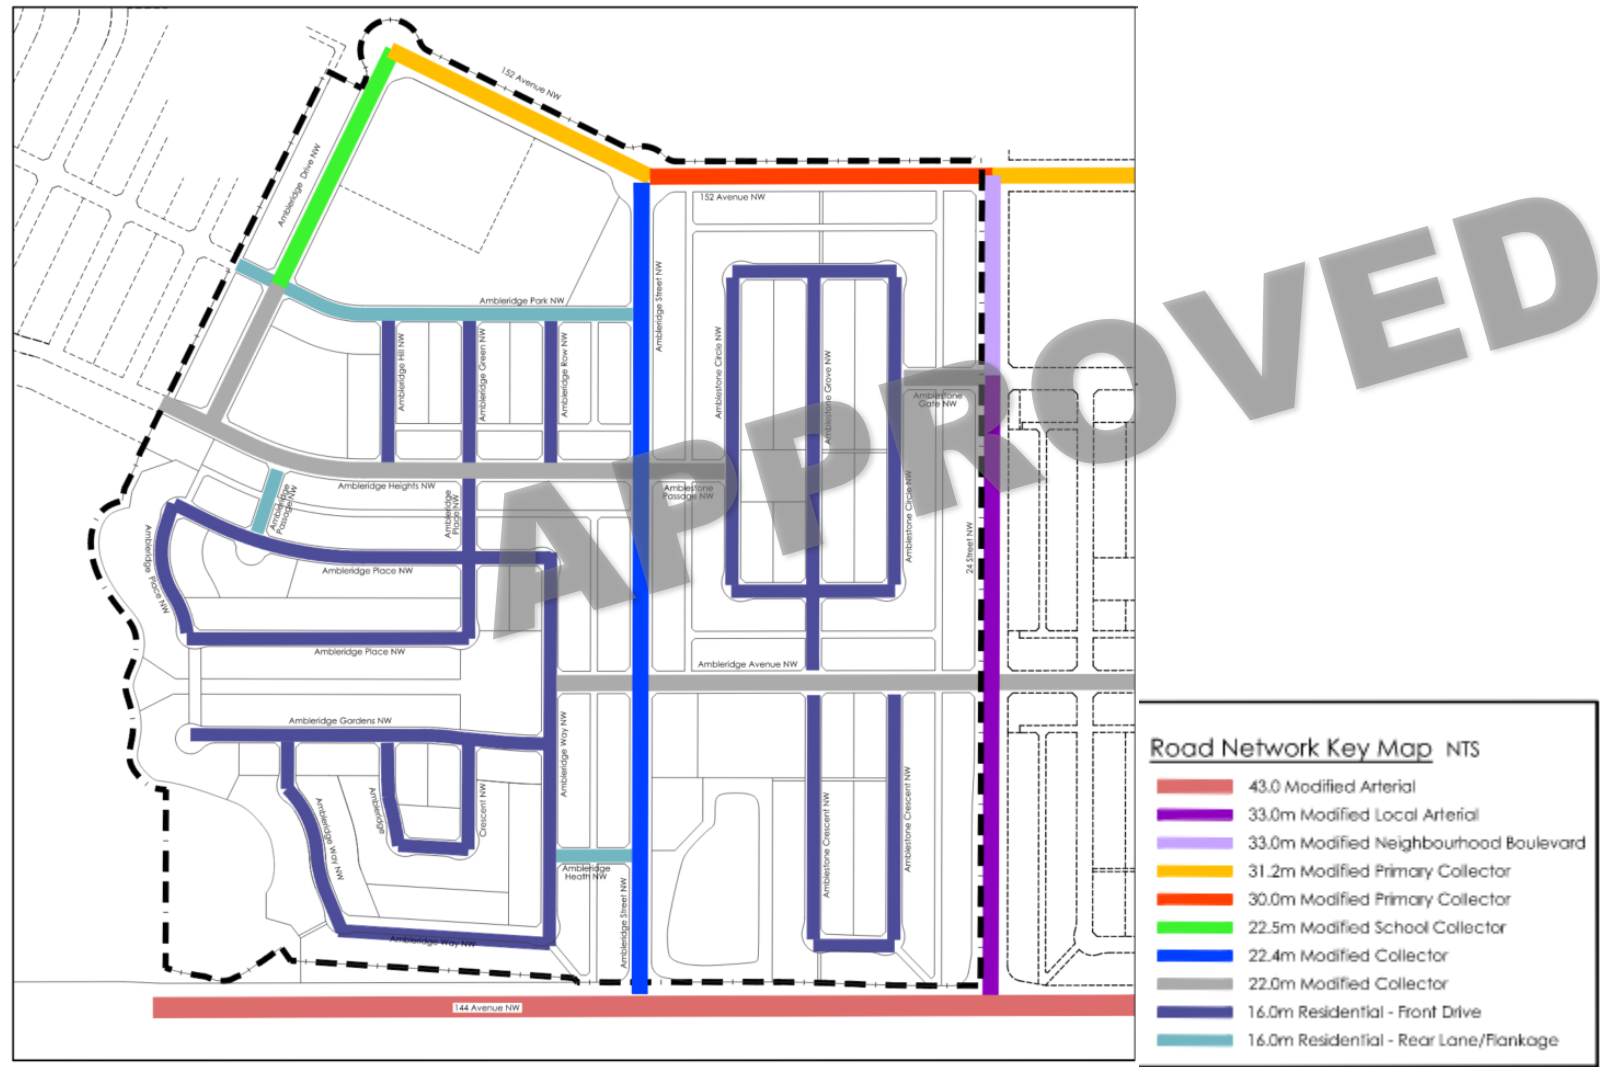 152 Avenue NW
Ambleridge Drive NW
152 Avenue NW
Ambleridge Street NW
Ambleridge Park NW
Ambleridge Hill NW
Ambleridge Green NW
Ambleridge Row NW
Amblestone Circle NW
Amblestone Grove NW
Amblestone
Gate NW
Ambleridge Heights NW
Amblestone
Passage NW
Ambleridge
Passage NW
Ambleridge
Place NW
Amblestone Circle NW
24 Street NW
Ambleridge Place NW
Ambleridge Place NW
Ambleridge Place NW
Ambleridge Avenue NW
Ambleridge Gardens NW
Ambleridge Way NW
Ambleridge Way NW
Ambleridge
Crescent NW
Amblestone Crescent NW
Amblestone Crescent NW
Ambleridge
Heath NW
Ambleridge Street NW
Ambleridge Way NW
144 Avenue NW
APPROVED
Road Network Key Map NTS
43.0 Modified Arterial
33.0m Modified Local Arterial
33.0m Modified Neighbourhood Boulevard
31.2m Modified Primary Collector
30.0m Modified Primary Collector
22.5m Modified School Collector
22.4m Modified Collector
22.0m Modified Collector
16.0m Residential - Front Drive
16.0m Residential - Rear Lane/Flankage